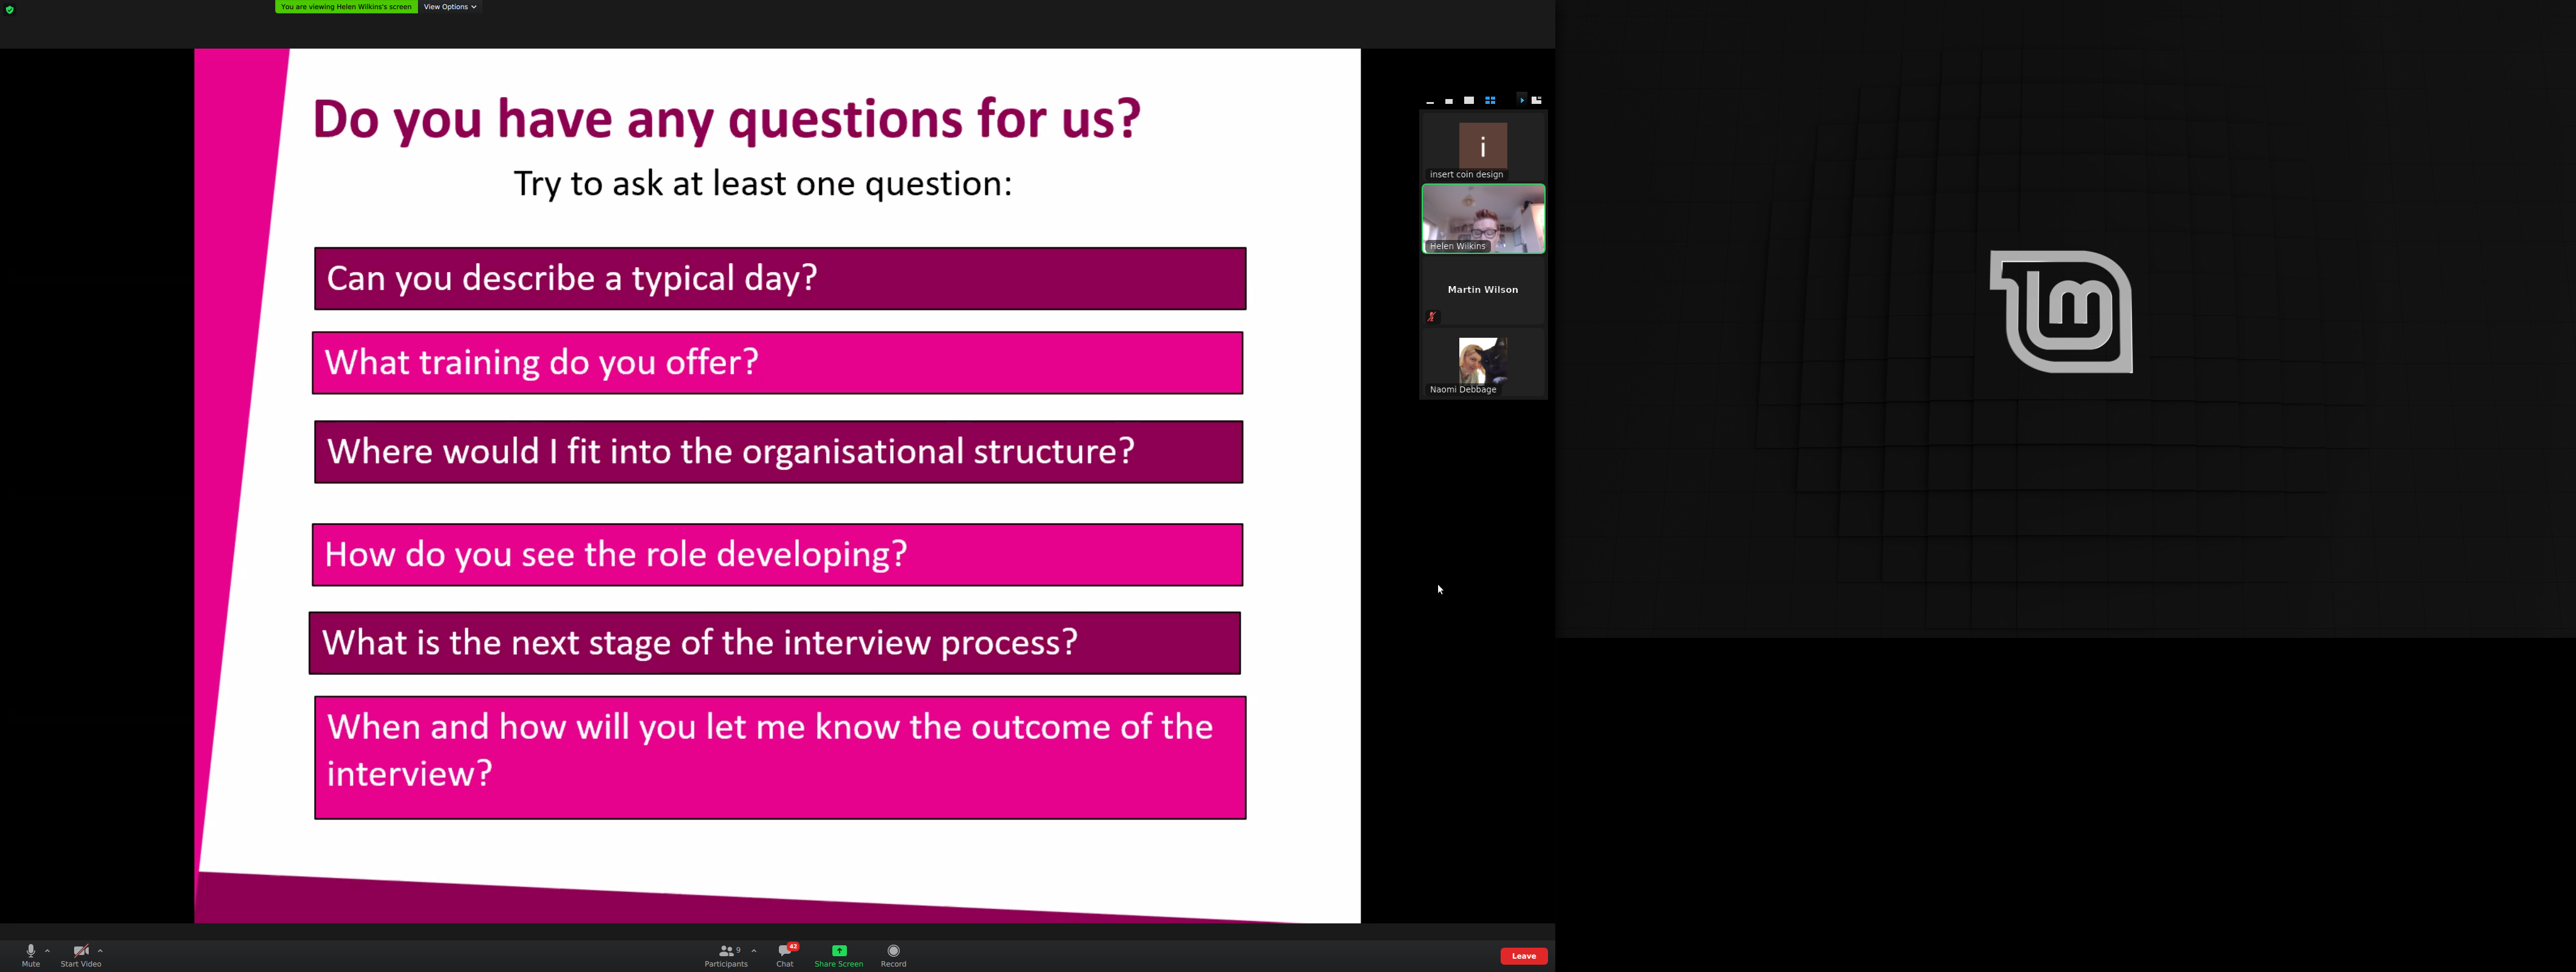 You are viewing Helen Wilkins's screen
View Options
Do you have any questions for us?
Try to ask at least one question:
Can you describe a typical day?
What training do you offer?
Where would I fit into the organisational structure?
How do you see the role developing?
What is the next stage of the interview process?
When and how will you let me know the outcome of the
interview?
i
insert coin design
Helen Wilkins
Martin Wilson
Naomi Debbage
lm
Mute
Start Video
9
Participants
42
Chat
Share Screen
Record
Leave